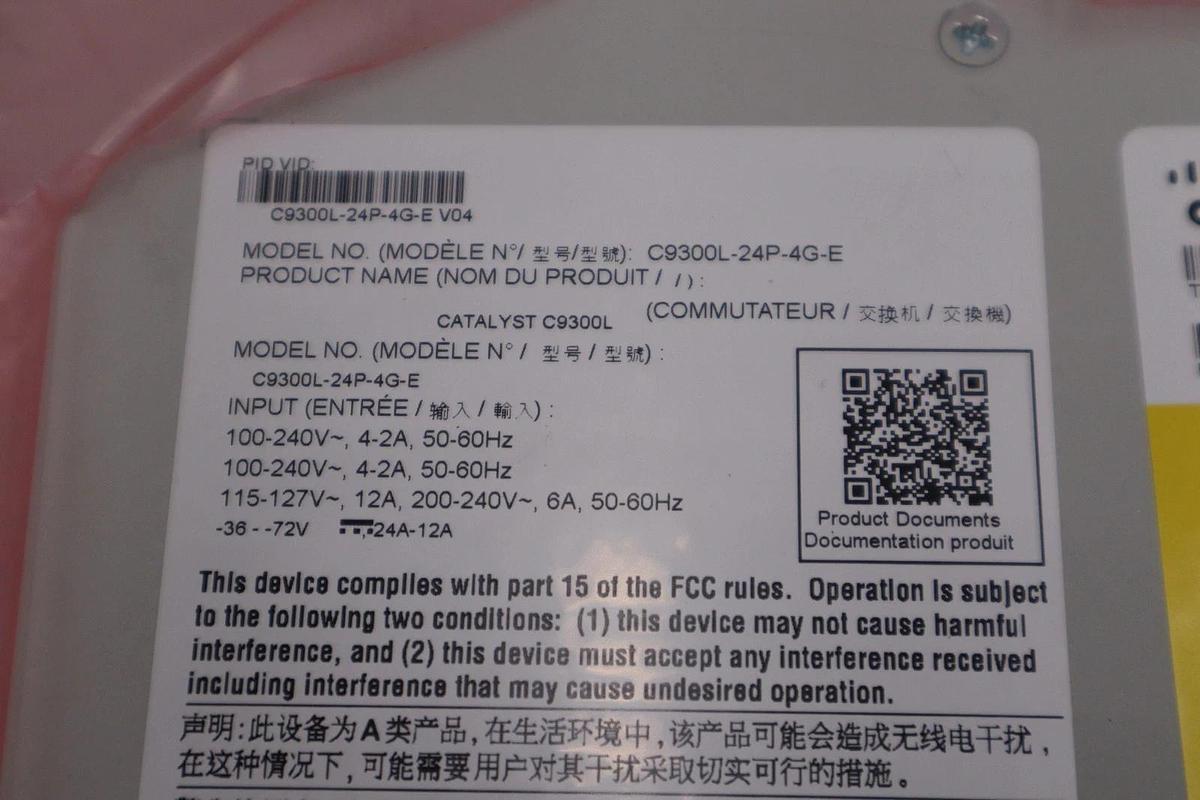 PID VID:
C9300L-24P-4G-E V04
MODEL NO. (MODÈLE N°/ 型号/型號): C9300L-24P-4G-E
PRODUCT NAME (NOM DU PRODUIT / / ):
(COMMUTATEUR / 交换机 / 交換機)
CATALYST C9300L
MODEL NO. (MODÈLE N° / 型号 / 型號) :
C9300L-24P-4G-E
INPUT (ENTRÉE / 输入 / 輸入) :
100-240V~, 4-2A, 50-60Hz
100-240V~, 4-2A, 50-60Hz
115-127V~, 12A, 200-240V~, 6A, 50-60Hz
-36 - -72V ⎓ 24A-12A
Product Documents
Documentation produit
This device complies with part 15 of the FCC rules. Operation is subject
to the following two conditions: (1) this device may not cause harmful
interference, and (2) this device must accept any interference received
including interference that may cause undesired operation.
声明:此设备为A类产品,在生活环境中,该产品可能会造成无线电干扰,
在这种情况下,可能需要用户对其干扰采取切实可行的措施。